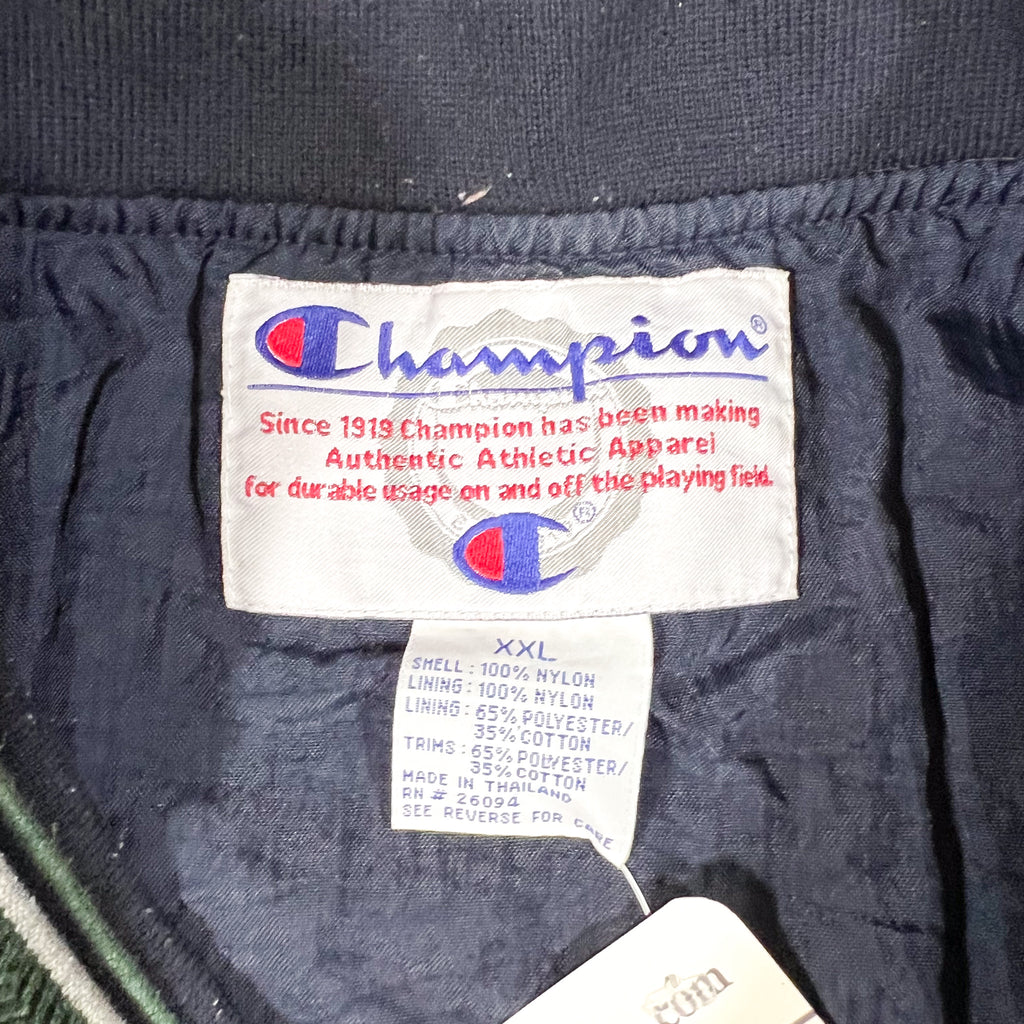 Champion®
Since 1919 Champion has been making
Authentic Athletic Apparel
for durable usage on and off the playing field.
XXL
SHELL : 100% NYLON
LINING : 100% NYLON
LINING : 65% POLYESTER/
35% COTTON
TRIMS : 65% POLYESTER/
35% COTTON
MADE IN THAILAND
RN # 26094
SEE REVERSE FOR CARE
.com